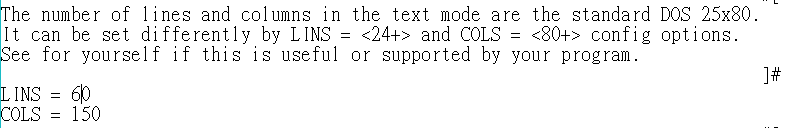 The number of lines and columns in the text mode are the standard DOS 25x80.
It can be set differently by LINS = <24+> and COLS = <80+> config options.
See for yourself if this is useful or supported by your program.
]#
LINS = 60
COLS = 150